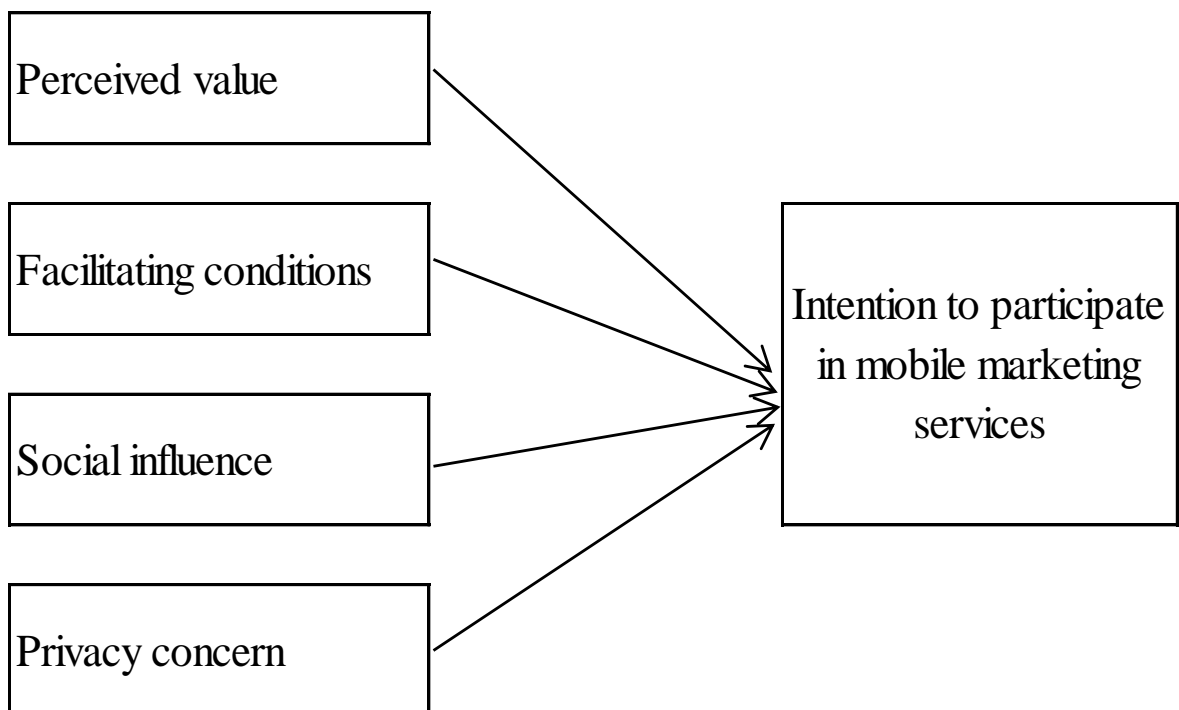 Perceived value
Facilitating conditions
Social influence
Privacy concern
Intention to participate
in mobile marketing
services